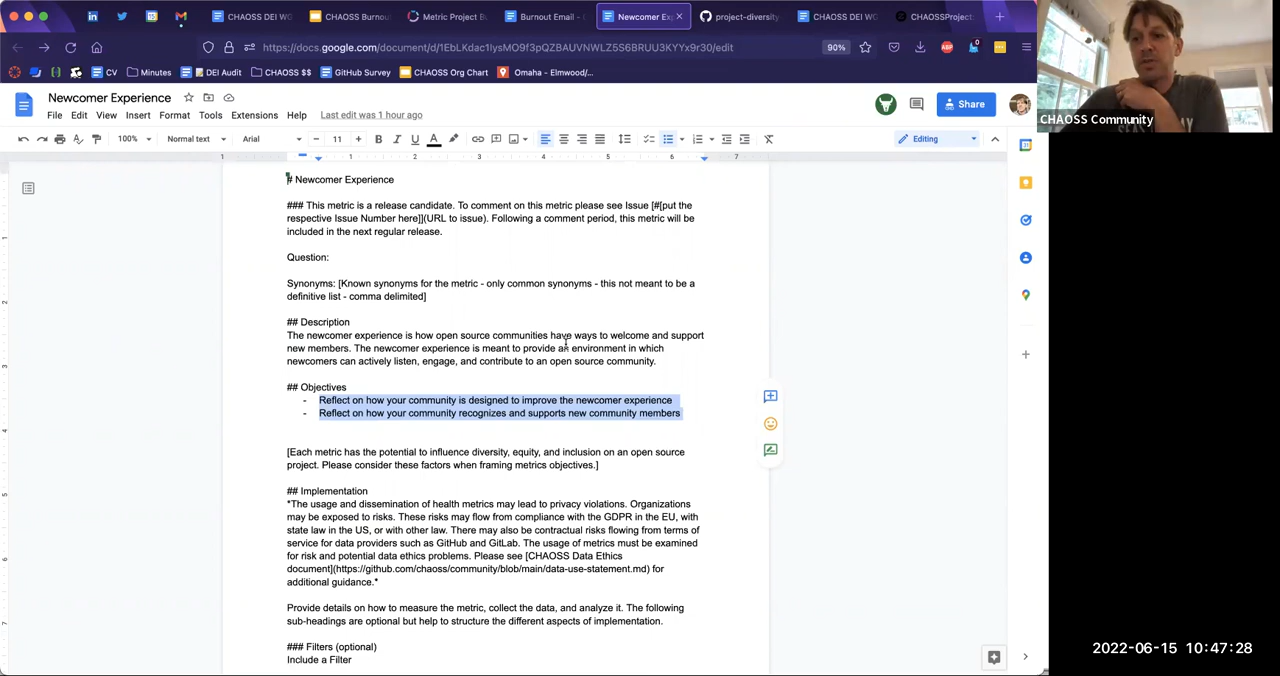 CHAOSS DEI WG
CHAOSS Burnou
Metric Project Bu
Burnout Email - G
Newcomer Exp
project-diversity
CHAOSS DEI WG
CHAOSSProject:
https://docs.google.com/document/d/1EbLKdac1IysMO9f3pQZBAUVNWLZ5S6BRUU3KYYx9r30/edit
90%
CV
Minutes
DEI Audit
CHAOSS $$
GitHub Survey
CHAOSS Org Chart
Omaha - Elmwood/...
CHAOSS Community
Newcomer Experience
File Edit View Insert Format Tools Extensions Help Last edit was 1 hour ago
Share
100% Normal text Arial 11
Editing
# Newcomer Experience
### This metric is a release candidate. To comment on this metric please see Issue [#[put the
respective Issue Number here]](URL to issue). Following a comment period, this metric will be
included in the next regular release.
Question:
Synonyms: [Known synonyms for the metric - only common synonyms - this not meant to be a
definitive list - comma delimited]
## Description
The newcomer experience is how open source communities have ways to welcome and support
new members. The newcomer experience is meant to provide an environment in which
newcomers can actively listen, engage, and contribute to an open source community.
## Objectives
- Reflect on how your community is designed to improve the newcomer experience
- Reflect on how your community recognizes and supports new community members
[Each metric has the potential to influence diversity, equity, and inclusion on an open source
project. Please consider these factors when framing metrics objectives.]
## Implementation
*The usage and dissemination of health metrics may lead to privacy violations. Organizations
may be exposed to risks. These risks may flow from compliance with the GDPR in the EU, with
state law in the US, or with other law. There may also be contractual risks flowing from terms of
service for data providers such as GitHub and GitLab. The usage of metrics must be examined
for risk and potential data ethics problems. Please see [CHAOSS Data Ethics
document](https://github.com/chaoss/community/blob/main/data-use-statement.md) for
additional guidance.*
Provide details on how to measure the metric, collect the data, and analyze it. The following
sub-headings are optional but help to structure the different aspects of implementation.
### Filters (optional)
Include a Filter
2022-06-15 10:47:28